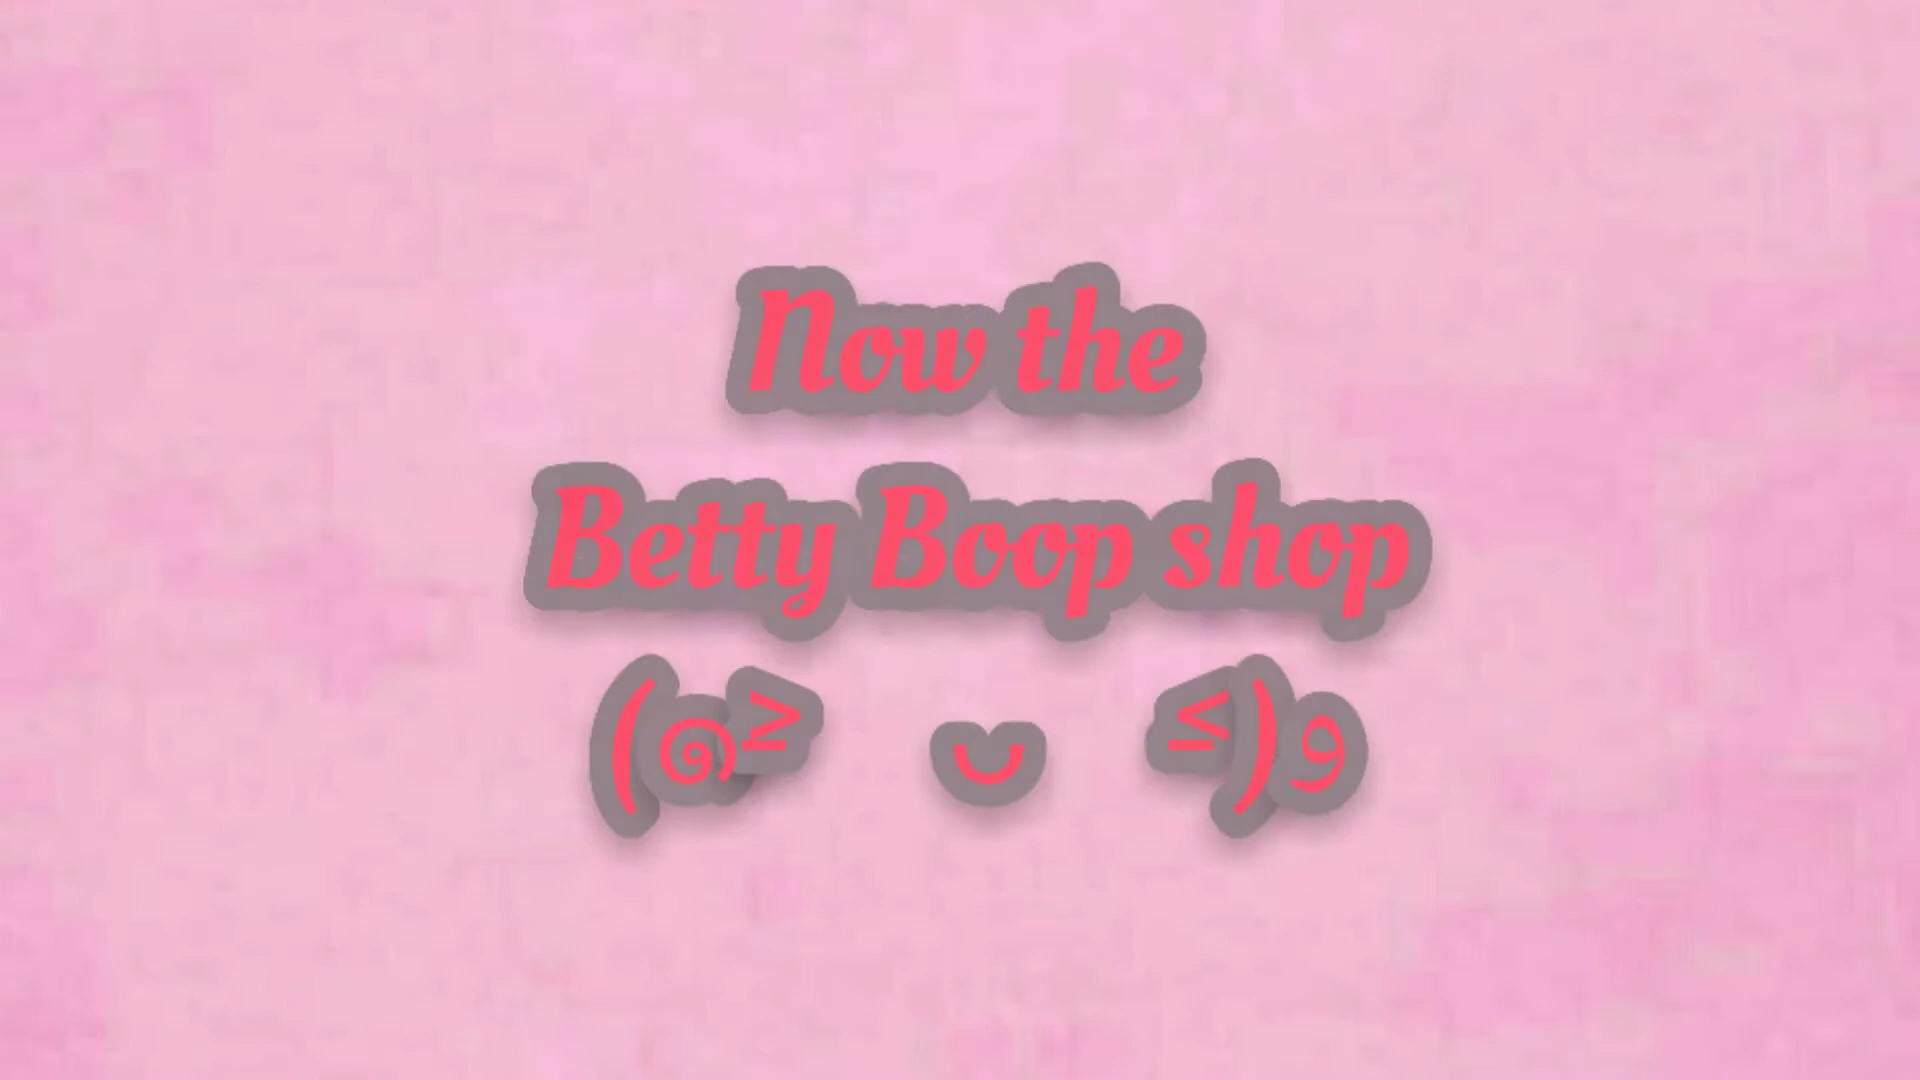 Now the
Betty Boop shop
(๑≥ ᴗ ≤)و